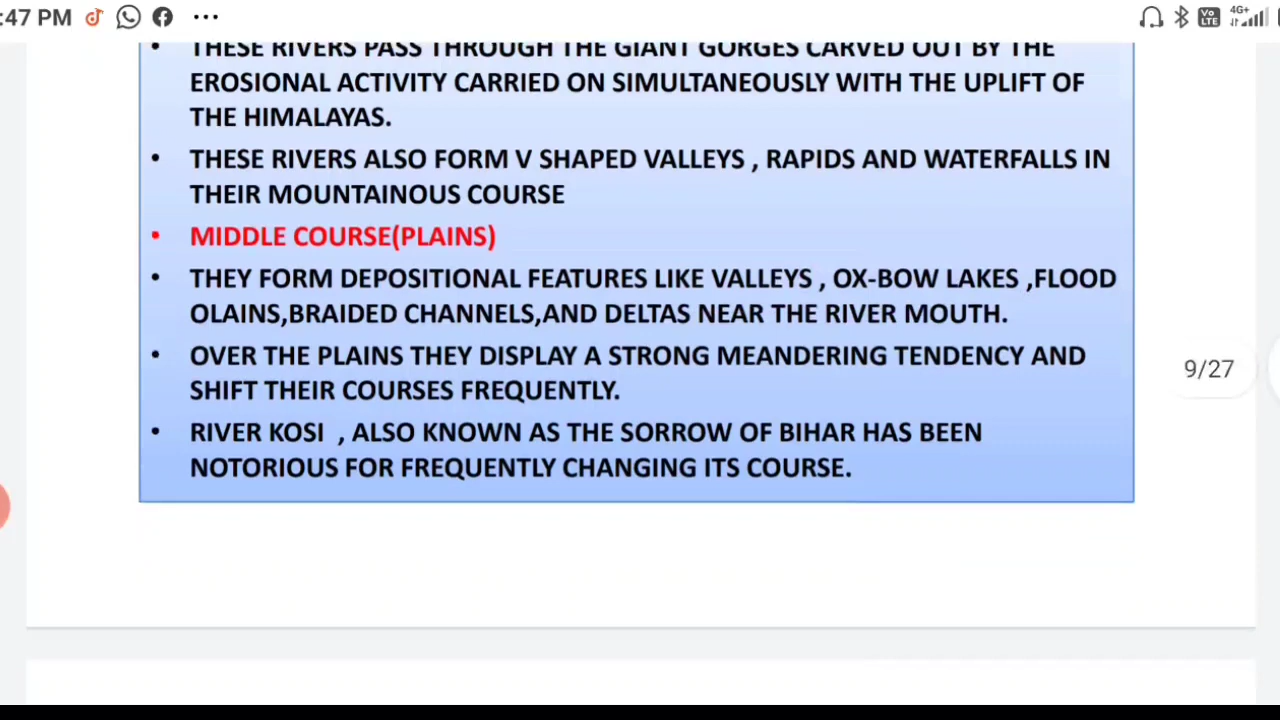 :47 PM
VoLTE 4G+
THESE RIVERS PASS THROUGH THE GIANT GORGES CARVED OUT BY THE
EROSIONAL ACTIVITY CARRIED ON SIMULTANEOUSLY WITH THE UPLIFT OF
THE HIMALAYAS.
• THESE RIVERS ALSO FORM V SHAPED VALLEYS , RAPIDS AND WATERFALLS IN
THEIR MOUNTAINOUS COURSE
• MIDDLE COURSE(PLAINS)
• THEY FORM DEPOSITIONAL FEATURES LIKE VALLEYS , OX-BOW LAKES ,FLOOD
OLAINS,BRAIDED CHANNELS,AND DELTAS NEAR THE RIVER MOUTH.
• OVER THE PLAINS THEY DISPLAY A STRONG MEANDERING TENDENCY AND
SHIFT THEIR COURSES FREQUENTLY.
• RIVER KOSI , ALSO KNOWN AS THE SORROW OF BIHAR HAS BEEN
NOTORIOUS FOR FREQUENTLY CHANGING ITS COURSE.
9/27